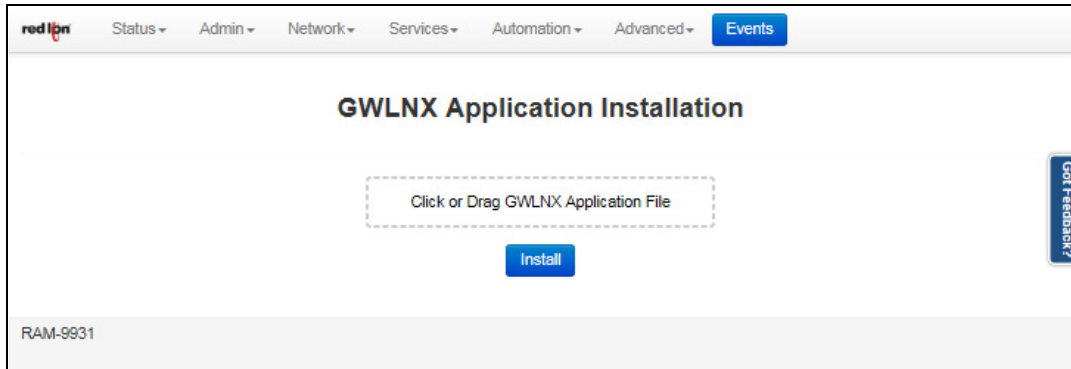 red lion Status Admin Network Services Automation Advanced Events
GWLNX Application Installation
Click or Drag GWLNX Application File
Install
Got Feedback?
RAM-9931